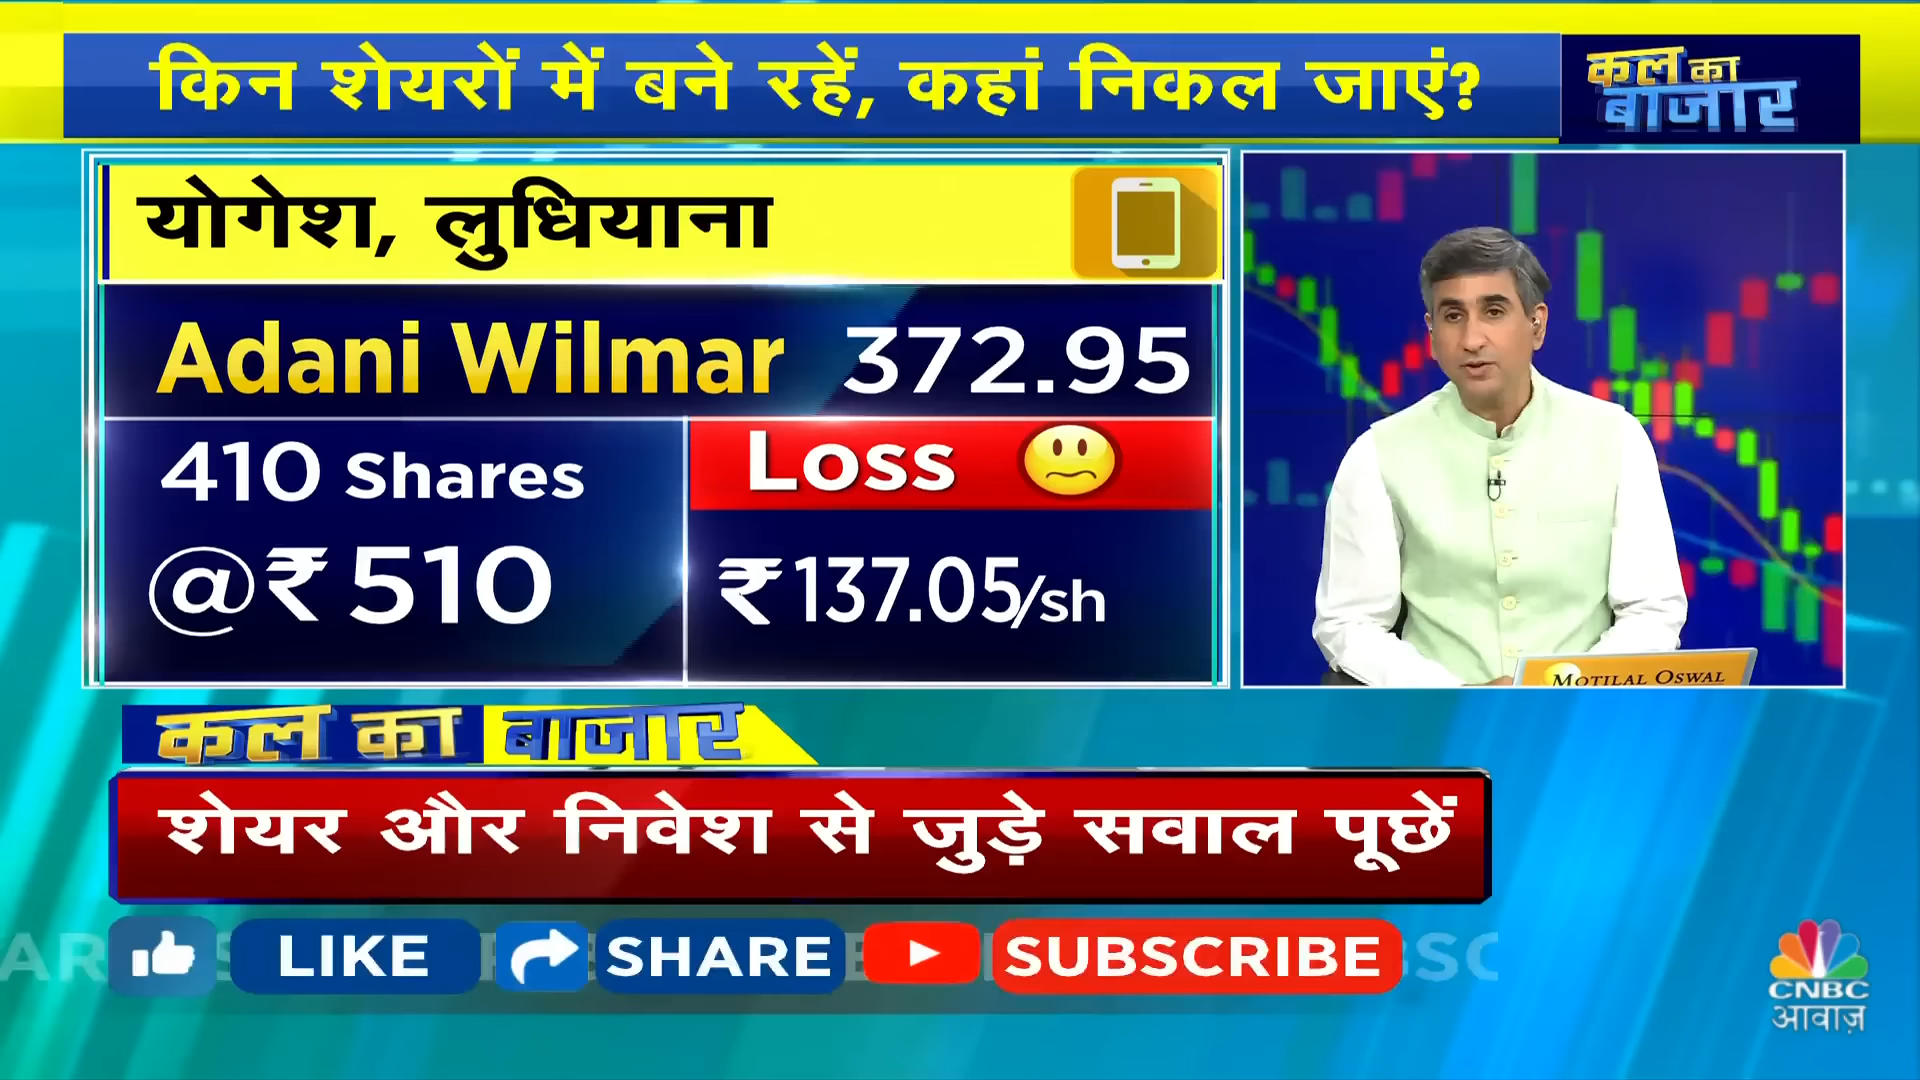 किन शेयरों में बने रहें, कहां निकल जाएं?
कल का
बाजार
योगेश, लुधियाना
Adani Wilmar 372.95
410 Shares
@₹510
Loss
₹137.05/sh
MOTILAL OSWAL
कल का बाजार
शेयर और निवेश से जुड़े सवाल पूछें
LIKE SHARE SUBSCRIBE
CNBC
आवाज़